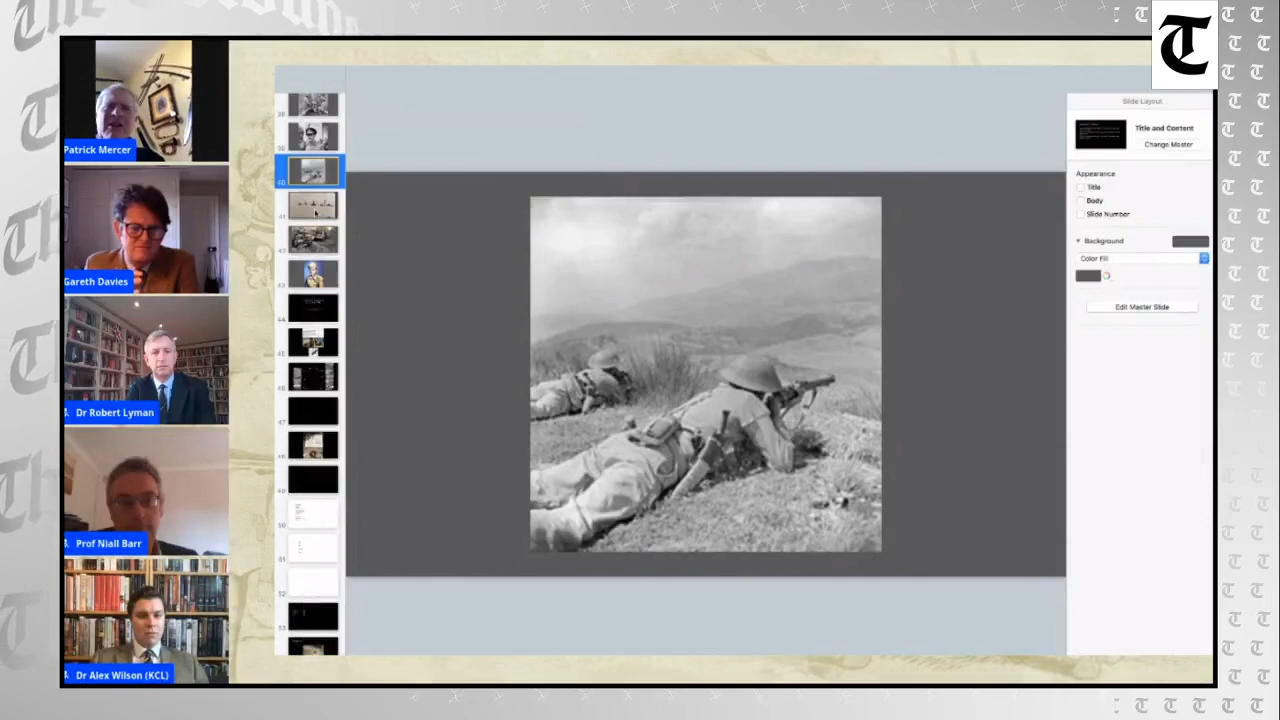 Patrick Mercer
Gareth Davies
Dr Robert Lyman
Prof Niall Barr
Dr Alex Wilson (KCL)
Slide Layout
Title and Content
Change Master
Appearance
Title
Body
Slide Number
Background
Color Fill
Edit Master Slide
T